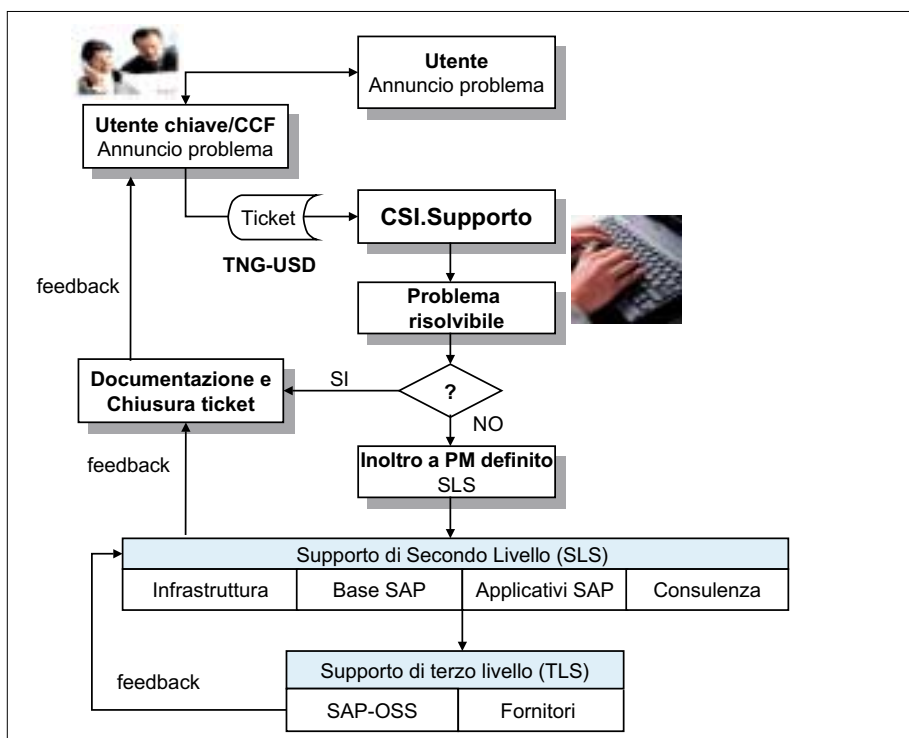 Utente
Annuncio problema
Utente chiave/CCF
Annuncio problema
Ticket
TNG-USD
CSI.Supporto
feedback
Problema
risolvibile
Documentazione e
Chiusura ticket
SI
?
NO
feedback
Inoltro a PM definito
SLS
Supporto di Secondo Livello (SLS)
Infrastruttura
Base SAP
Applicativi SAP
Consulenza
feedback
Supporto di terzo livello (TLS)
SAP-OSS
Fornitori